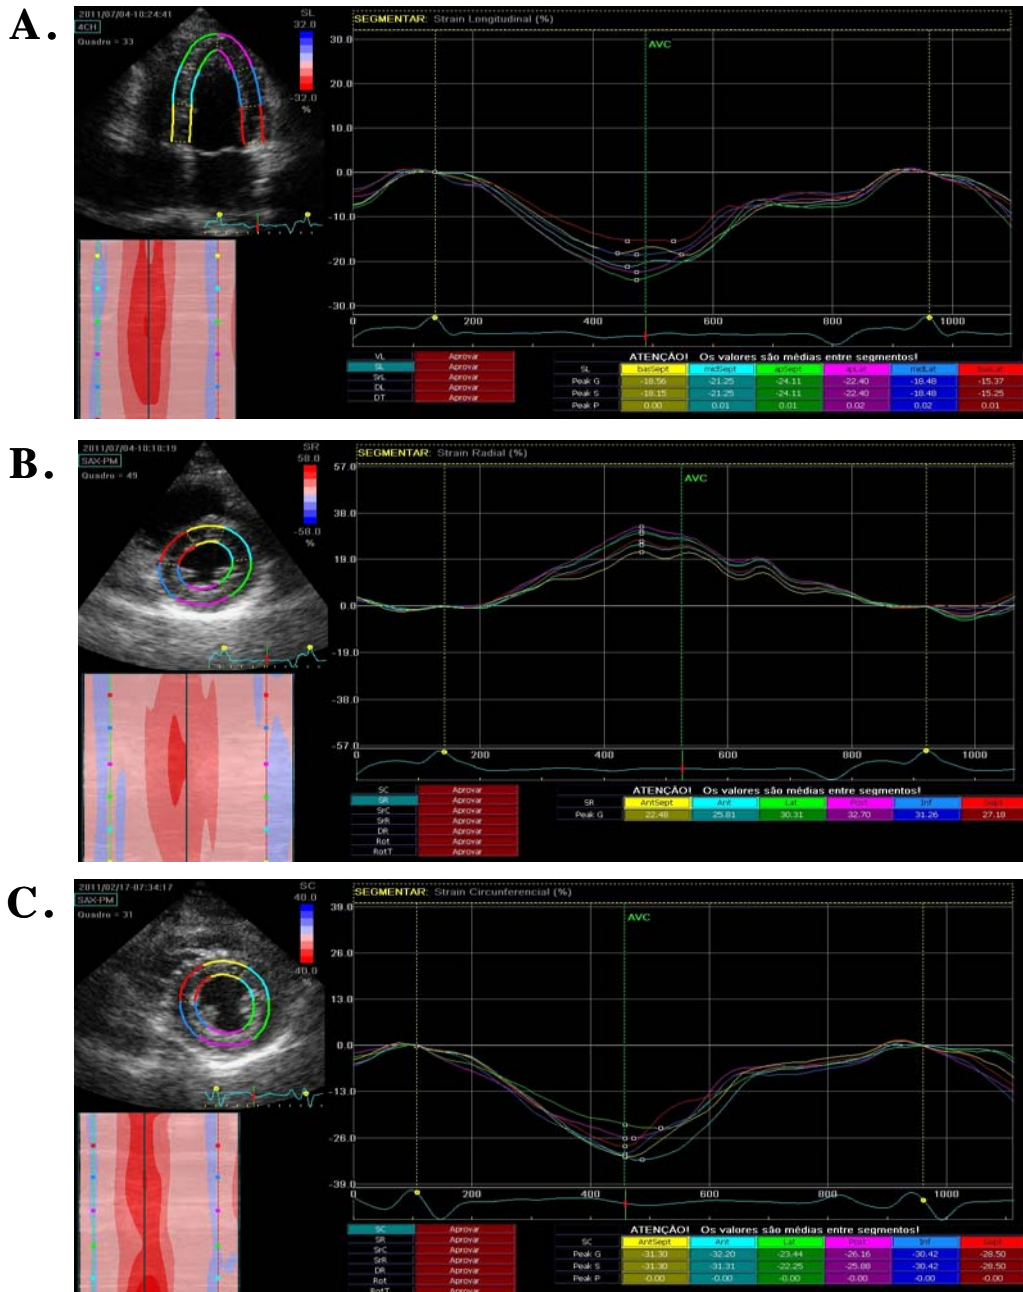 A.
2011/07/04-10:24:41
4CH
Quadro = 33
SL
32.0
-32.0
%
SEGMENTAR: Strain Longitudinal (%)
AVC
30.0
20.0
10.0
0.0
-10.0
-20.0
-30.0
0 200 400 600 800 1000
VL Aprovar
SL Aprovar
SrL Aprovar
DL Aprovar
DT Aprovar
ATENÇÃO! Os valores são médias entre segmentos!
SL basSept midSept apSept apLat midLat basLat
Peak G -18.56 -21.25 -24.11 -22.40 -18.48 -15.37
Peak S -18.15 -21.25 -24.11 -22.40 -18.48 -15.25
Peak P 0.00 0.01 0.01 0.02 0.02 0.01
B.
2011/07/04-10:18:19
SAX-PM
Quadro = 49
SR
58.0
-58.0
%
SEGMENTAR: Strain Radial (%)
AVC
57.0
38.0
19.0
0.0
-19.0
-38.0
-57.0
0 200 400 600 800 1000
SC Aprovar
SR Aprovar
SrC Aprovar
SrR Aprovar
DR Aprovar
Rot Aprovar
RotT Aprovar
ATENÇÃO! Os valores são médias entre segmentos!
SR AntSept Ant Lat Post Inf Sept
Peak G 22.48 25.81 30.31 32.70 31.26 27.18
C.
2011/02/17-07:34:17
SAX-PM
Quadro = 31
SC
40.0
40.0
%
SEGMENTAR: Strain Circunferencial (%)
AVC
39.0
26.0
13.0
0.0
-13.0
-26.0
-39.0
0 200 400 600 800 1000
SC Aprovar
SR Aprovar
SrC Aprovar
SrR Aprovar
DR Aprovar
Rot Aprovar
RotT Aprovar
ATENÇÃO! Os valores são médias entre segmentos!
SC AntSept Ant Lat Post Inf Sept
Peak G -31.30 -32.20 -23.44 -26.16 -30.42 -28.50
Peak S -31.30 -31.31 -22.25 -25.88 -30.42 -28.50
Peak P -0.00 -0.00 -0.00 -0.00 -0.00 -0.00